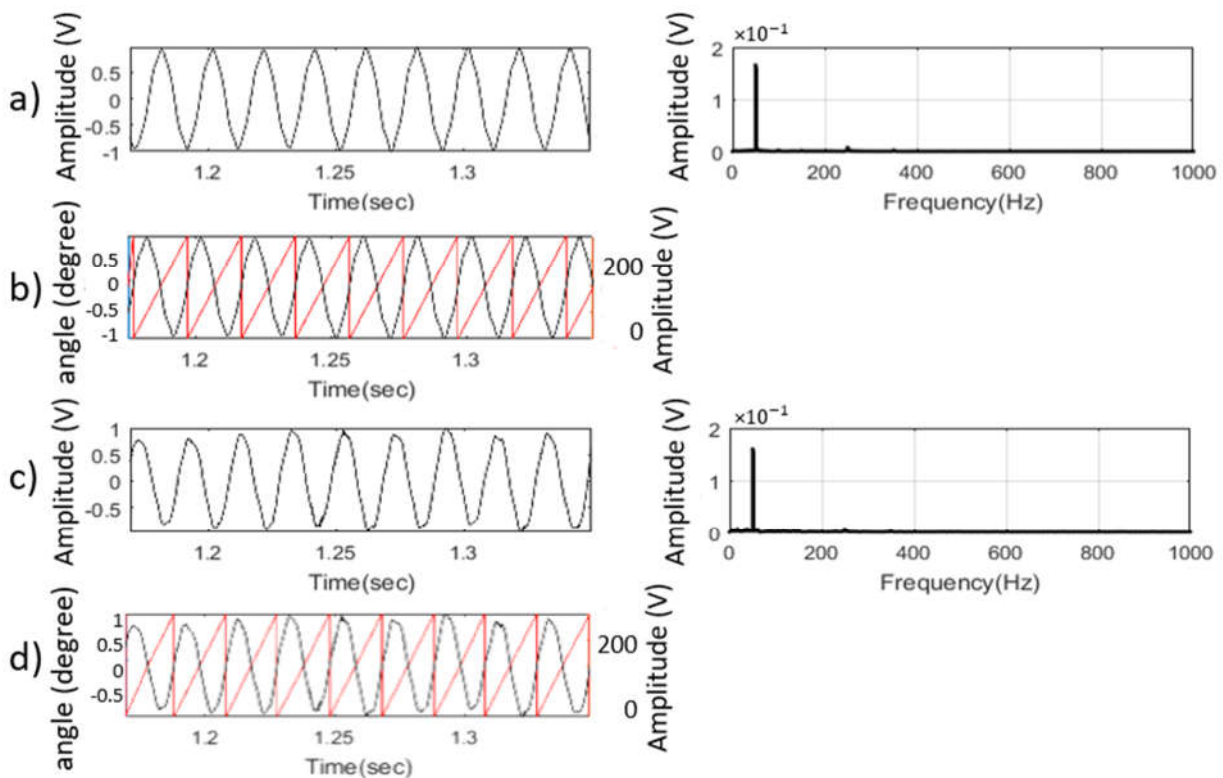 a)
Amplitude (V)
0.5
0
-0.5
-1
1.2
1.25
1.3
Time(sec)
Amplitude (V)
×10⁻¹
2
1
0
0
200
400
600
800
1000
Frequency(Hz)
b)
angle (degree)
0.5
0
-0.5
-1
1.2
1.25
1.3
Time(sec)
200
0
Amplitude (V)
c)
Amplitude (V)
1
0.5
0
-0.5
1.2
1.25
1.3
Time(sec)
Amplitude (V)
×10⁻¹
2
1
0
0
200
400
600
800
1000
Frequency(Hz)
d)
angle (degree)
1
0.5
0
-0.5
1.2
1.25
1.3
Time(sec)
200
0
Amplitude (V)